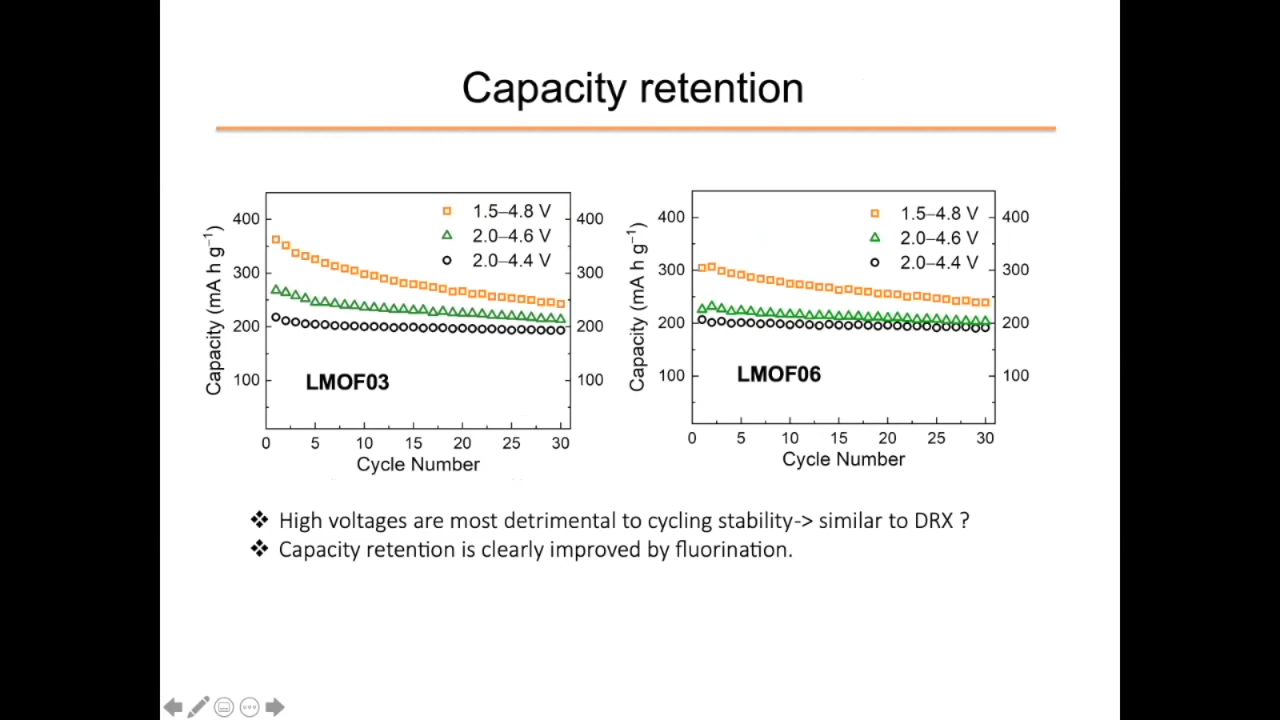 Capacity retention
400
300
200
100
Capacity (mA h g⁻¹)
1.5–4.8 V
2.0–4.6 V
2.0–4.4 V
LMOF03
400
300
200
100
0 5 10 15 20 25 30
Cycle Number
400
300
200
100
Capacity (mA h g⁻¹)
1.5–4.8 V
2.0–4.6 V
2.0–4.4 V
LMOF06
400
300
200
100
0 5 10 15 20 25 30
Cycle Number
❖ High voltages are most detrimental to cycling stability-> similar to DRX ?
❖ Capacity retention is clearly improved by fluorination.